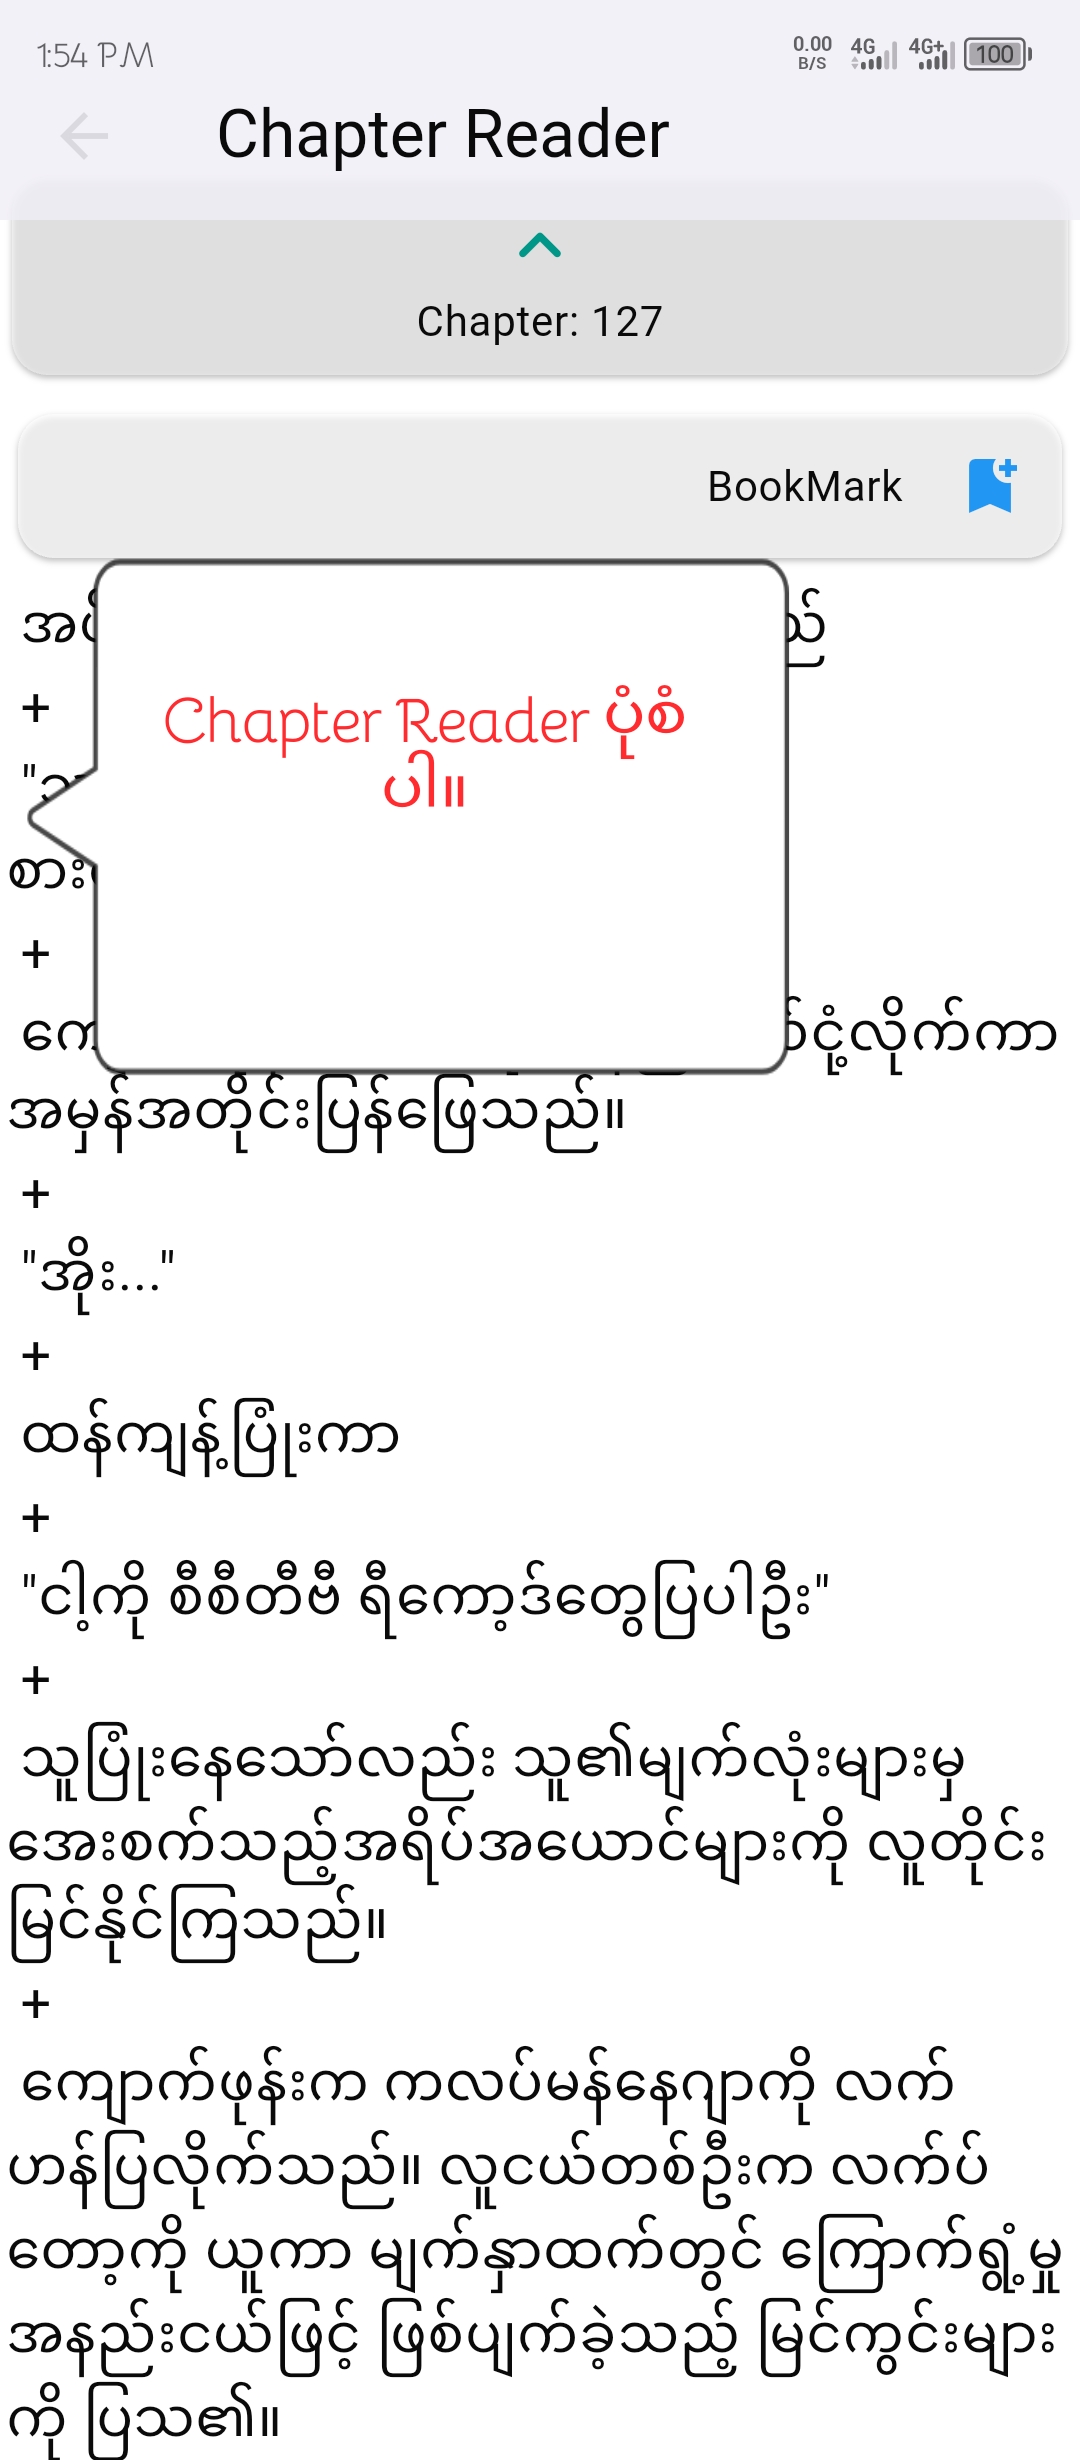 1:54 PM
0.00 B/S 4G 4G+ 100
Chapter Reader
Chapter: 127
BookMark
Chapter Reader ပုံစံ
ပါ။
+
"
စား
+
ငုံ့လိုက်ကာ
အမှန်အတိုင်းပြန်ဖြေသည်။
+
"အိုး..."
+
ထန်ကျန့်ပြုံးကာ
+
"ငါ့ကို စီစီတီဗီ ရီကော့ဒ်တွေပြပါဦး"
+
သူပြုံးနေသော်လည်း သူ၏မျက်လုံးများမှ
အေးစက်သည့်အရိပ်အယောင်များကို လူတိုင်း
မြင်နိုင်ကြသည်။
+
ကျောက်ဖုန်းက ကလပ်မန်နေဂျာကို လက်
ဟန်ပြလိုက်သည်။ လူငယ်တစ်ဦးက လက်ပ်
တော့ကို ယူကာ မျက်နှာထက်တွင် ကြောက်ရွံ့မှု
အနည်းငယ်ဖြင့် ဖြစ်ပျက်ခဲ့သည့် မြင်ကွင်းများ
ကို ပြသ၏။